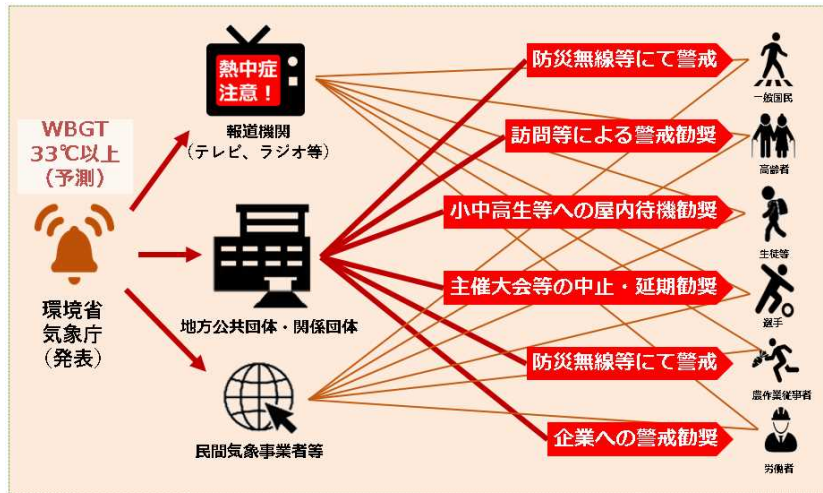 熱中症
注意！
報道機関
（テレビ、ラジオ等）
WBGT
33℃以上
（予測）
環境省
気象庁
（発表）
地方公共団体・関係団体
民間気象事業者等
防災無線等にて警戒
訪問等による警戒勧奨
小中高生等への屋内待機勧奨
主催大会等の中止・延期勧奨
防災無線等にて警戒
企業への警戒勧奨
一般国民
高齢者
生徒等
選手
農作業従事者
労働者